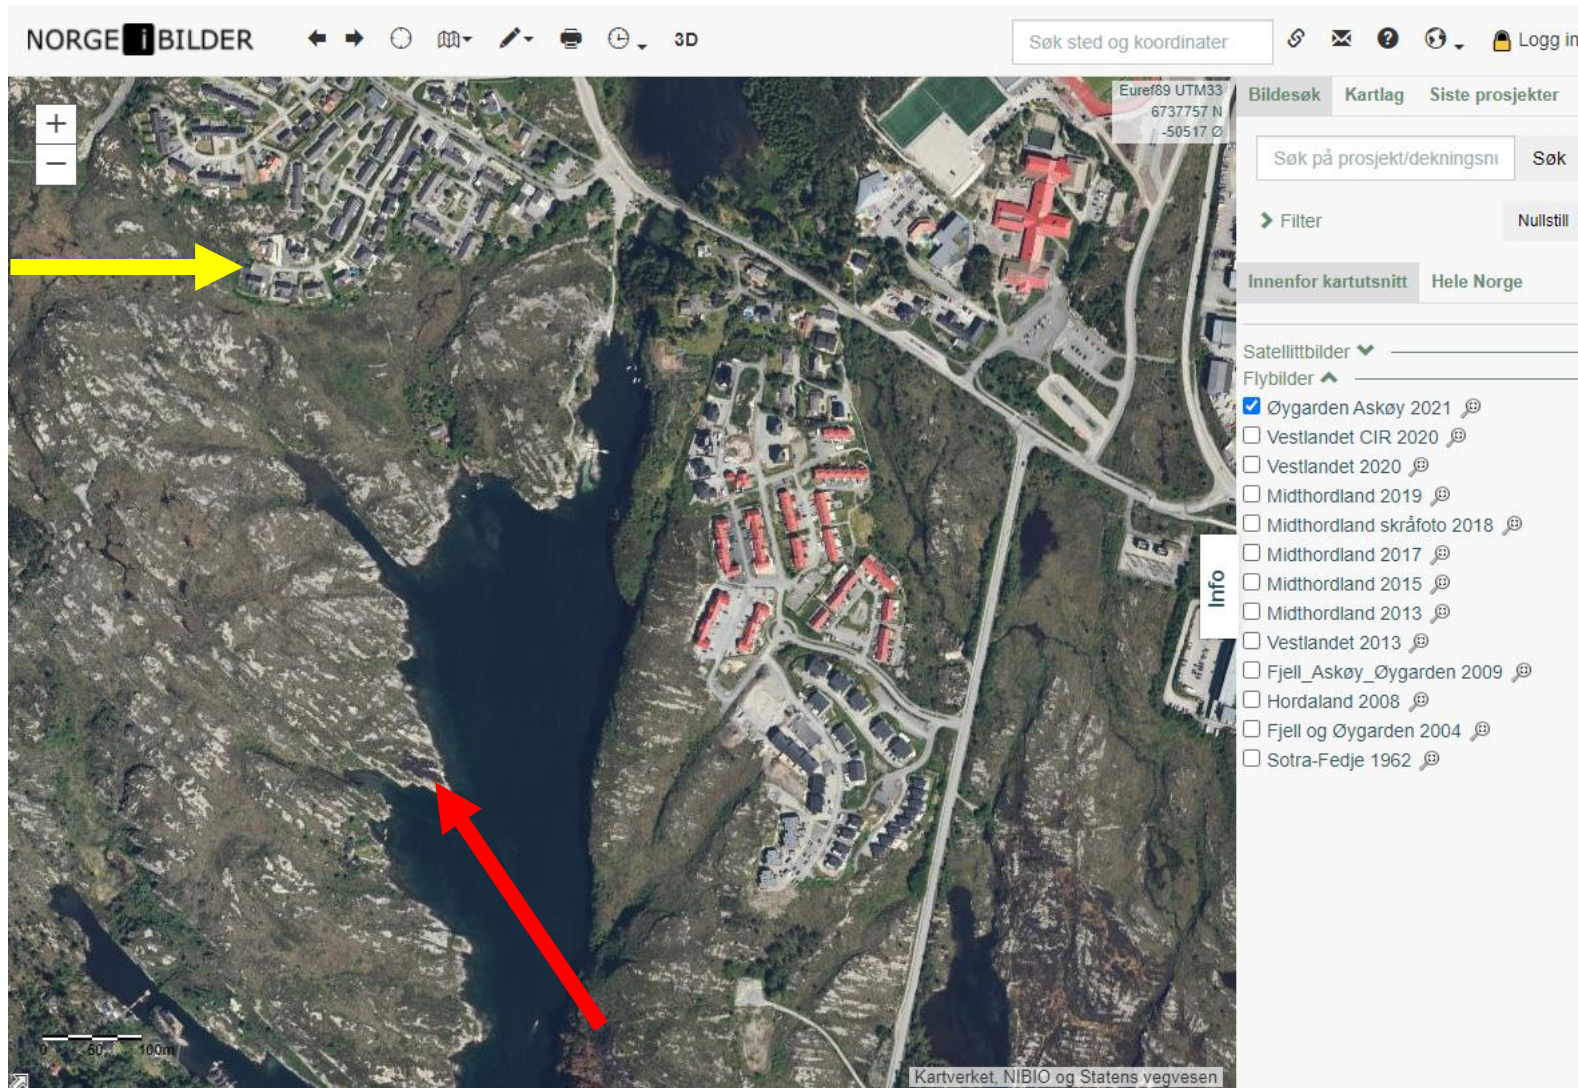 NORGE i BILDER
3D
Søk sted og koordinater
Logg in
Euref89 UTM33
6737757 N
-50517 Ø
Bildesøk Kartlag Siste prosjekter
Søk på prosjekt/dekningsnu
Søk
Filter
Nullstill
Innenfor kartutsnitt Hele Norge
Satellittbilder
Flybilder
Øygarden Askøy 2021
Vestlandet CIR 2020
Vestlandet 2020
Midthordland 2019
Midthordland skråfoto 2018
Midthordland 2017
Midthordland 2015
Midthordland 2013
Vestlandet 2013
Fjell_Askøy_Øygarden 2009
Hordaland 2008
Fjell og Øygarden 2004
Sotra-Fedje 1962
Info
0 50 100m
Kartverket, NIBIO og Statens vegvesen